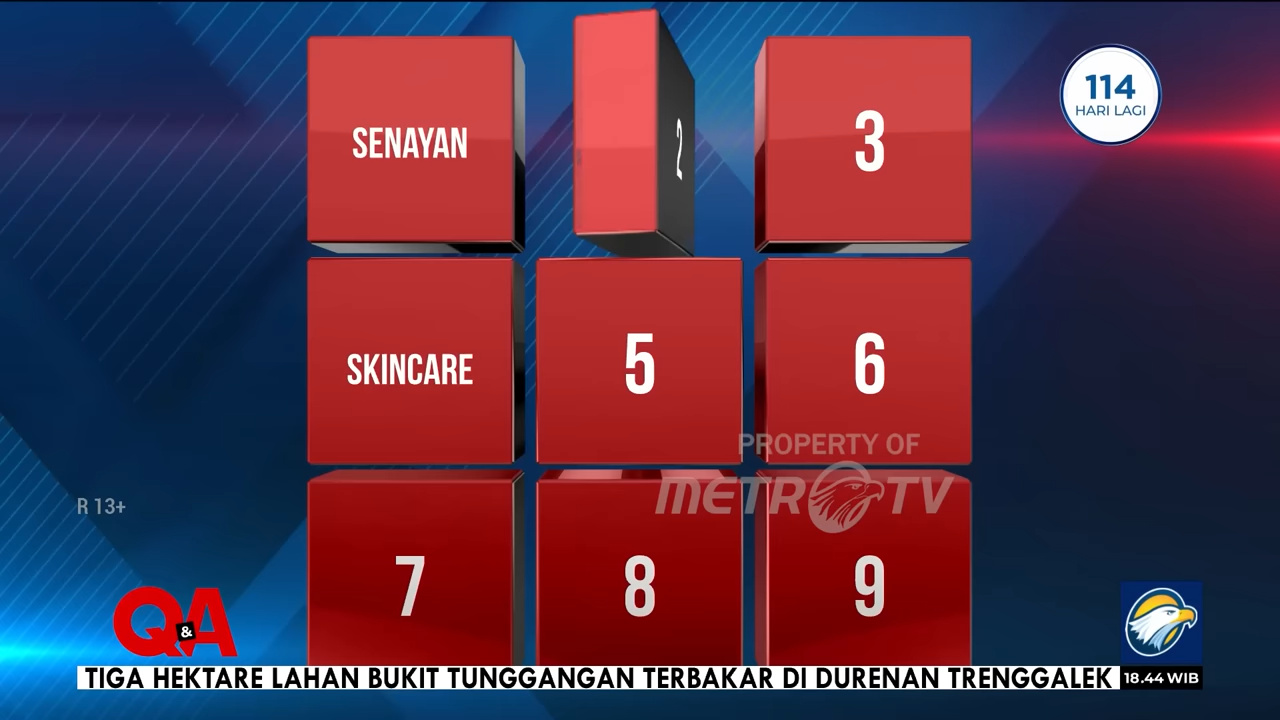 SENAYAN
2
3
114
HARI LAGI
SKINCARE
5
6
PROPERTY OF
METRO TV
R 13+
7
8
9
Q&A
TIGA HEKTARE LAHAN BUKIT TUNGGANGAN TERBAKAR DI DURENAN TRENGGALEK
18.44 WIB